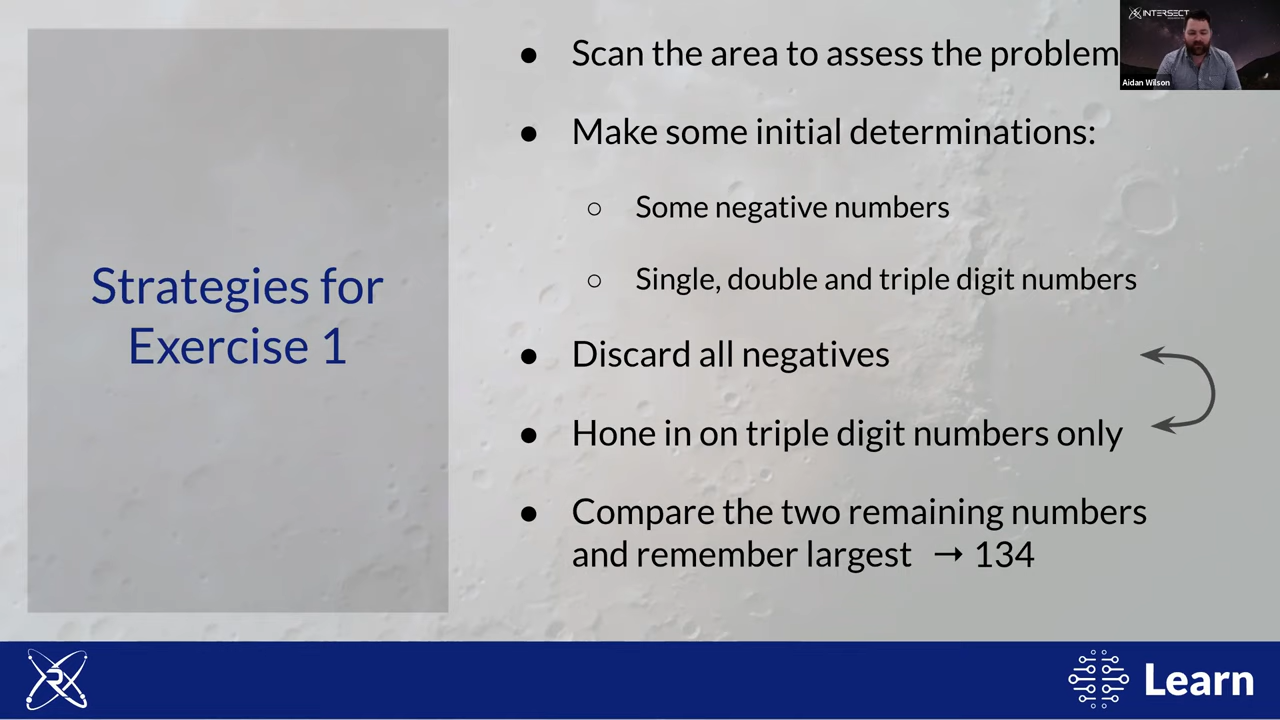 Strategies for
Exercise 1
● Scan the area to assess the problem
● Make some initial determinations:
○ Some negative numbers
○ Single, double and triple digit numbers
● Discard all negatives
● Hone in on triple digit numbers only
● Compare the two remaining numbers
and remember largest → 134
INTERSECT
Aidan Wilson
Learn